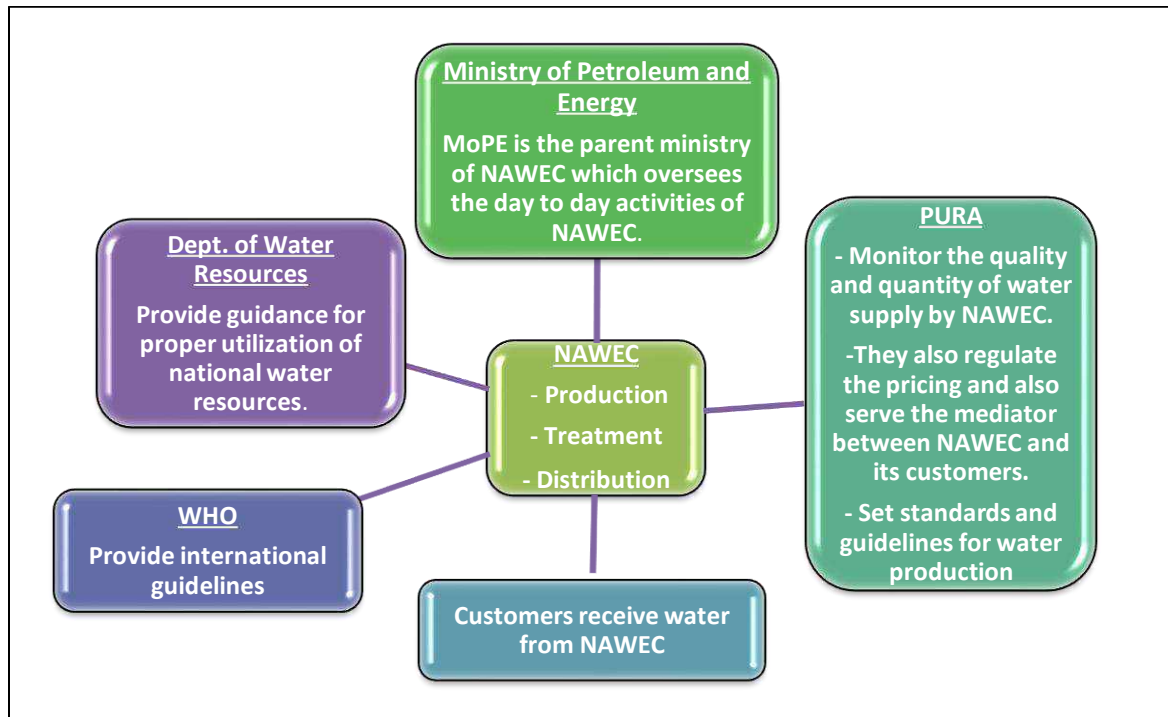 Ministry of Petroleum and
Energy
MoPE is the parent ministry
of NAWEC which oversees
the day to day activities of
NAWEC.
Dept. of Water
Resources
Provide guidance for
proper utilization of
national water
resources.
PURA
- Monitor the quality
and quantity of water
supply by NAWEC.
-They also regulate
the pricing and also
serve the mediator
between NAWEC and
its customers.
- Set standards and
guidelines for water
production
NAWEC
- Production
- Treatment
- Distribution
WHO
Provide international
guidelines
Customers receive water
from NAWEC